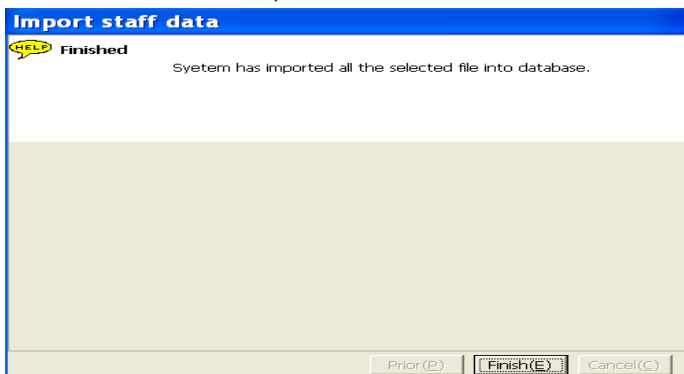 Import staff data
HELP Finished
Syetem has imported all the selected file into database.
Prior(P) Finish(E) Cancel(C)